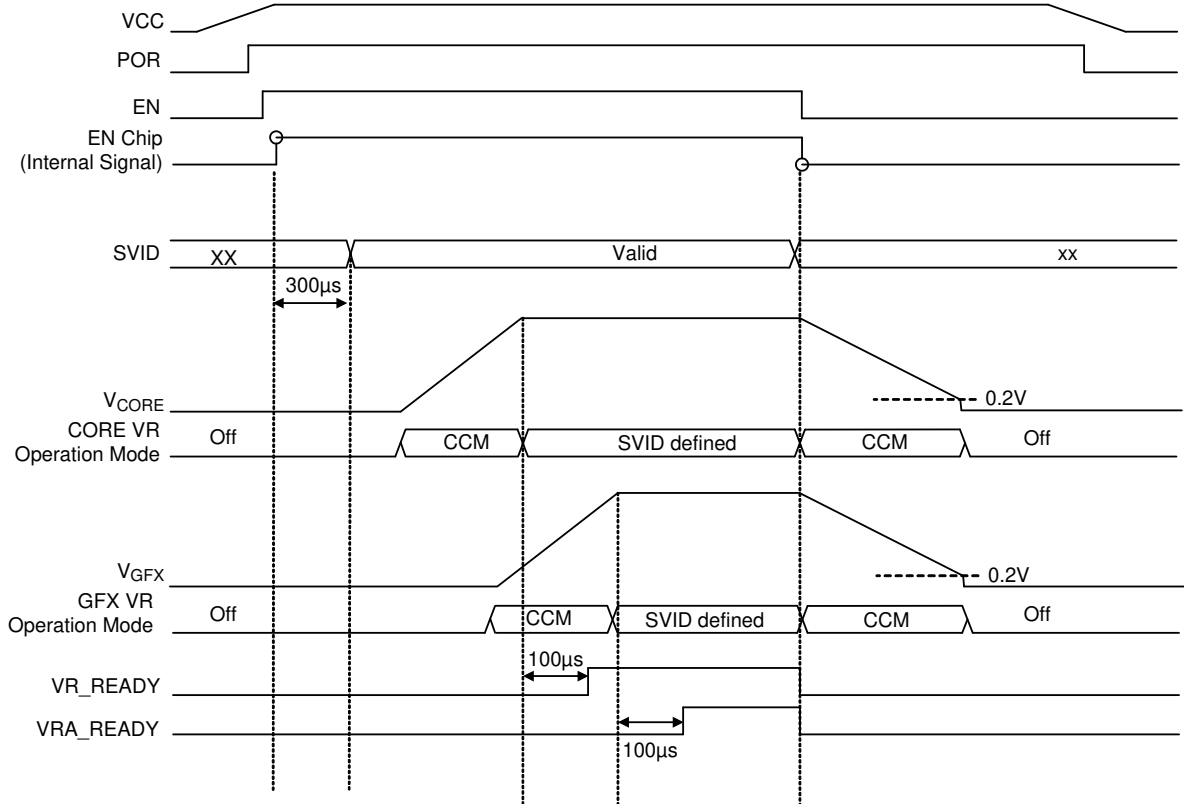 VCC
POR
EN
EN Chip
(Internal Signal)
SVID
XX
Valid
xx
300µs
VCORE
0.2V
CORE VR
Operation Mode
Off
CCM
SVID defined
CCM
Off
VGFX
0.2V
GFX VR
Operation Mode
Off
CCM
SVID defined
CCM
Off
100µs
VR_READY
VRA_READY
100µs